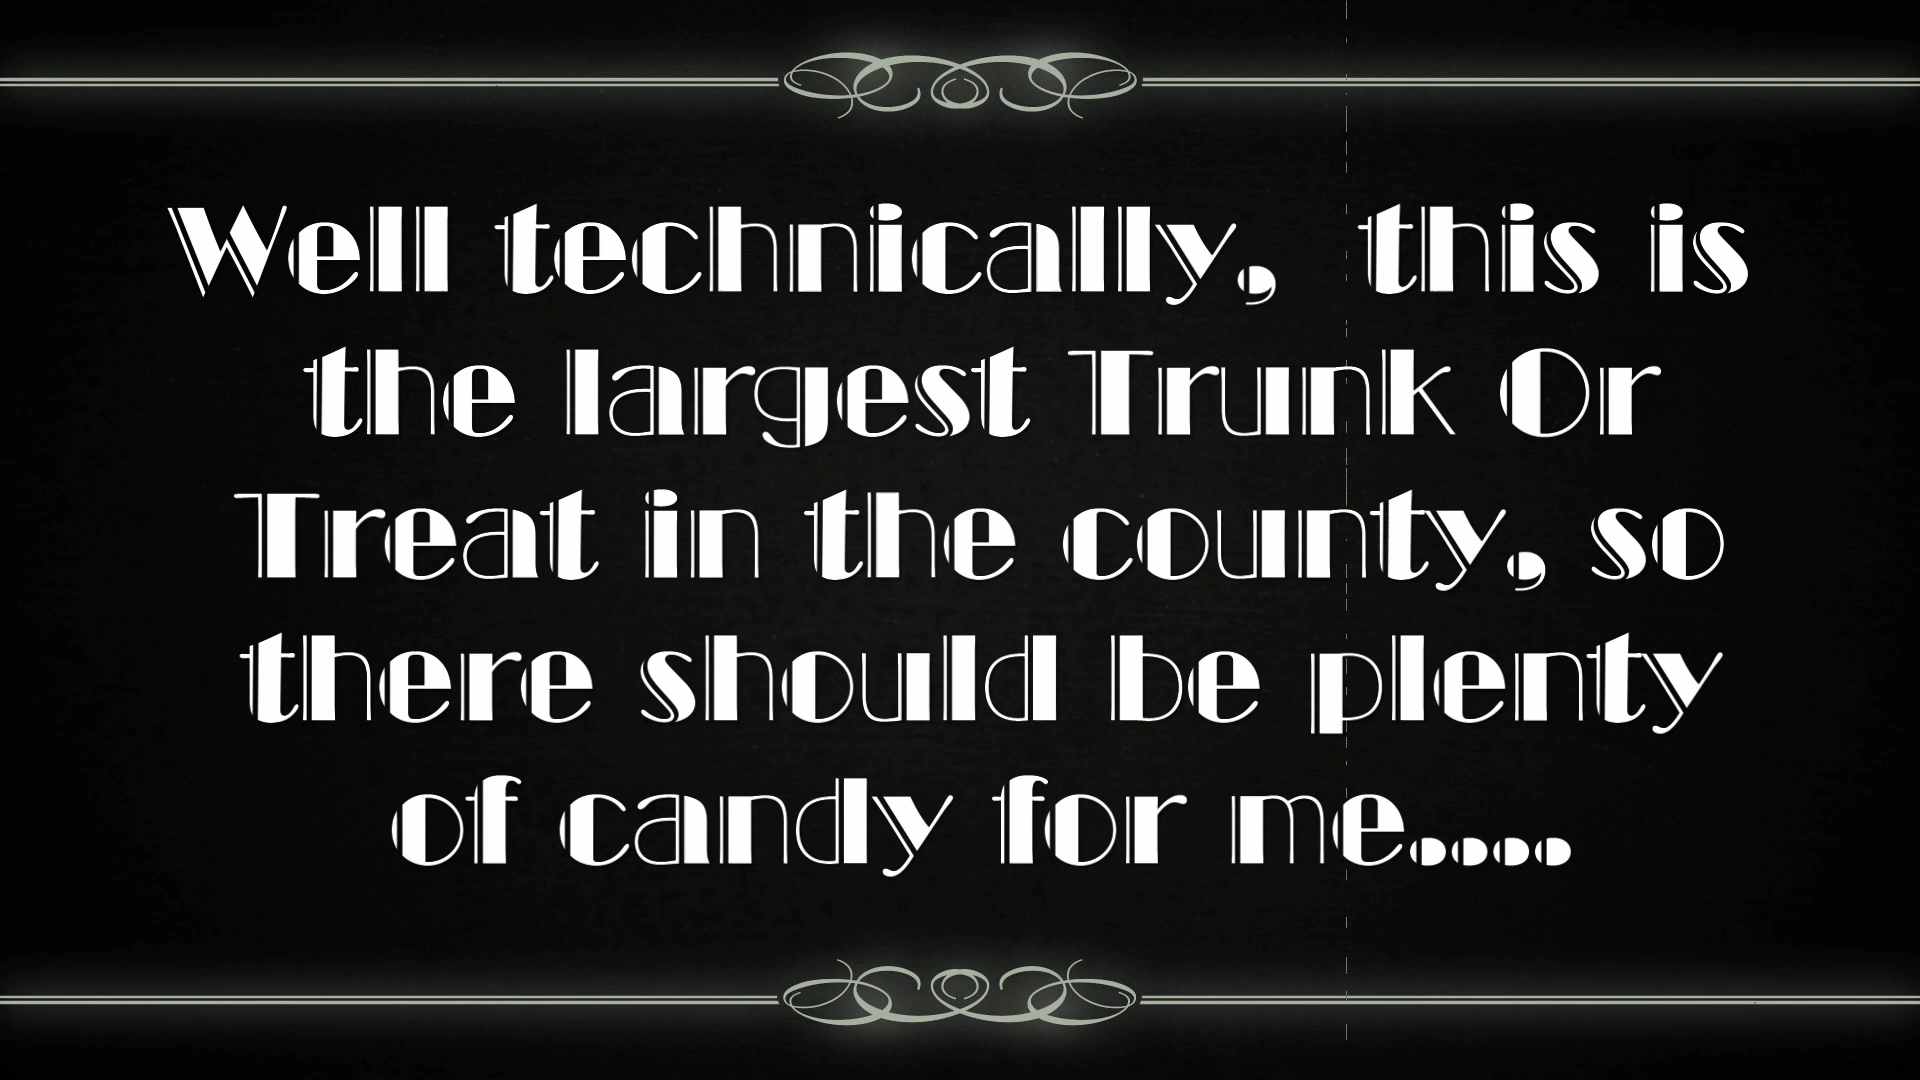 Well technically,  this is
the largest Trunk Or
Treat in the county, so
there should be plenty
of candy for me....